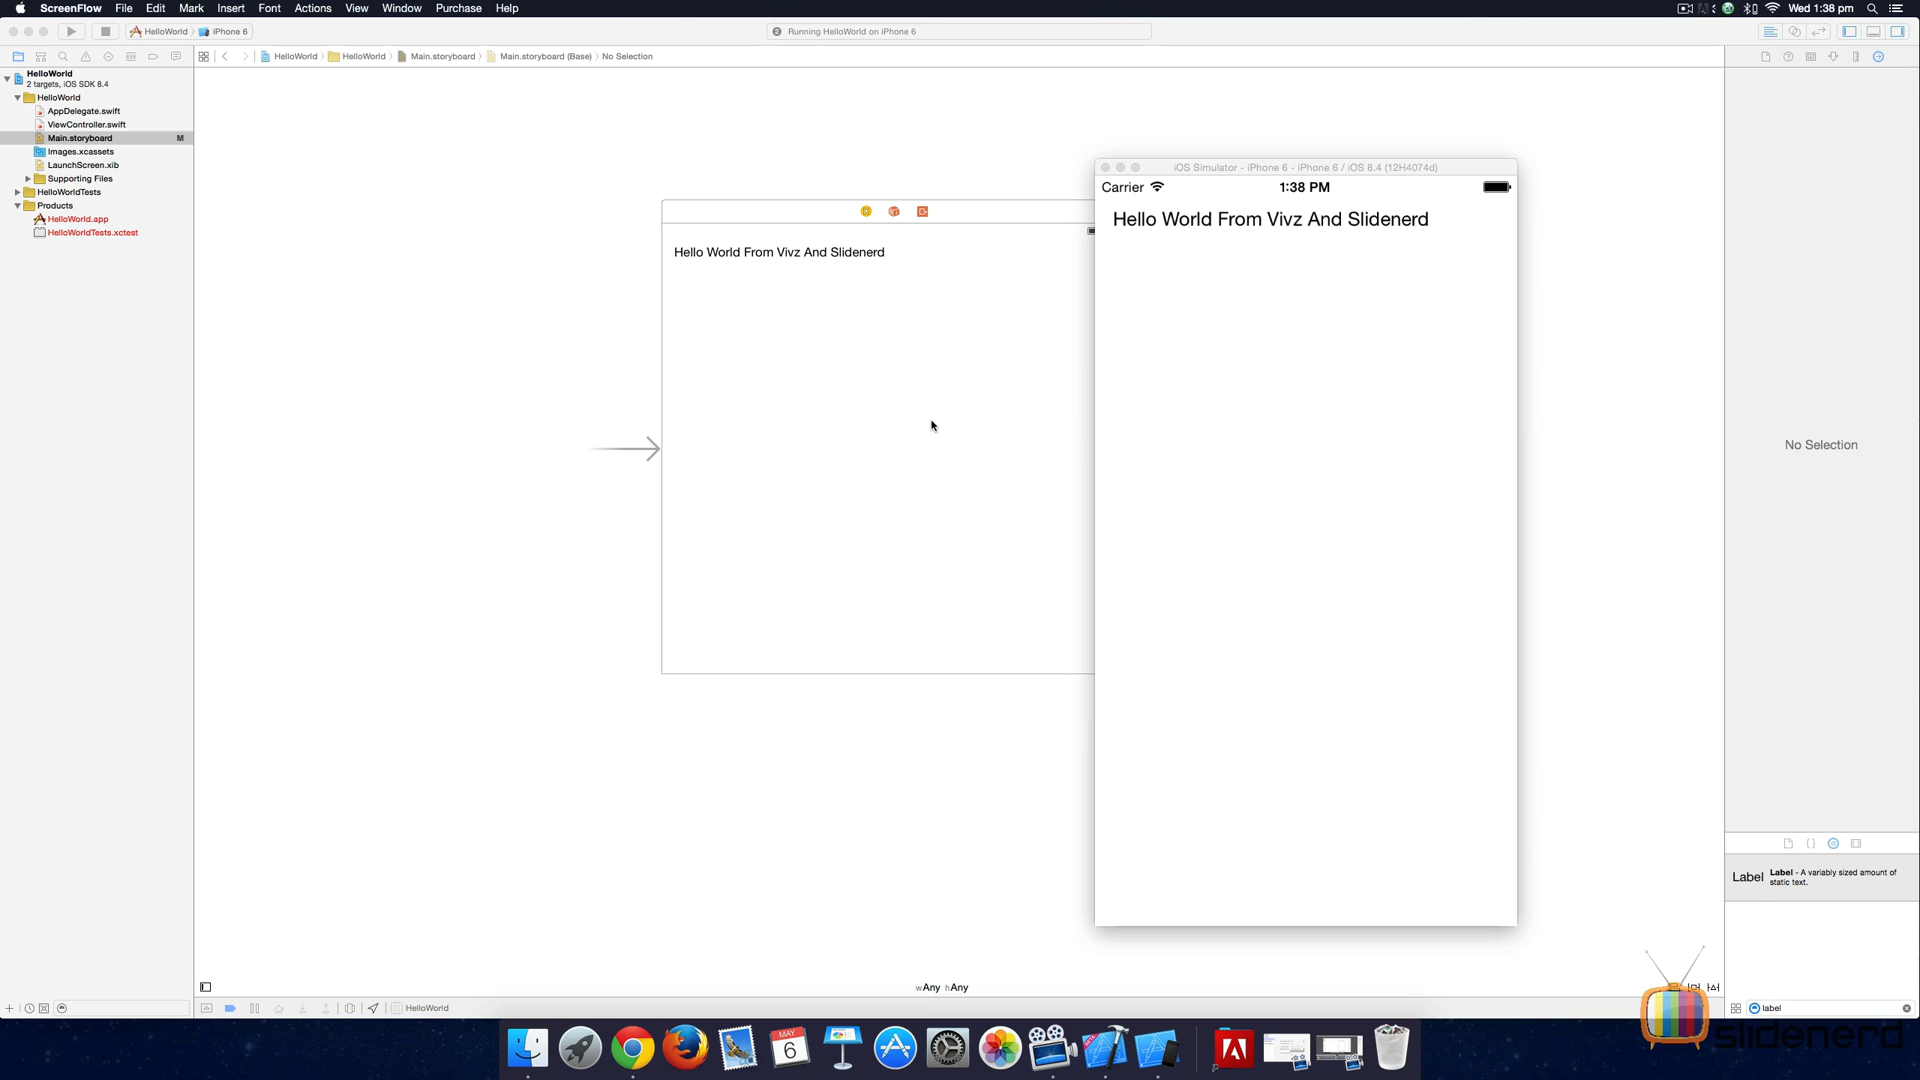 ScreenFlow File Edit Mark Insert Font Actions View Window Purchase Help
Wed 1:38 pm
HelloWorld iPhone 6
2 Running HelloWorld on iPhone 6
HelloWorld HelloWorld Main.storyboard Main.storyboard (Base) No Selection
HelloWorld
2 targets, iOS SDK 8.4
HelloWorld
AppDelegate.swift
ViewController.swift
Main.storyboard M
Images.xcassets
LaunchScreen.xib
Supporting Files
HelloWorldTests
Products
HelloWorld.app
HelloWorldTests.xctest
Hello World From Vivz And Slidenerd
iOS Simulator - iPhone 6 - iPhone 6 / iOS 8.4 (12H4074d)
Carrier 1:38 PM
Hello World From Vivz And Slidenerd
No Selection
Label
Label - A variably sized amount of
static text.
wAny hAny
HelloWorld
label
slidenerd
MAY
6